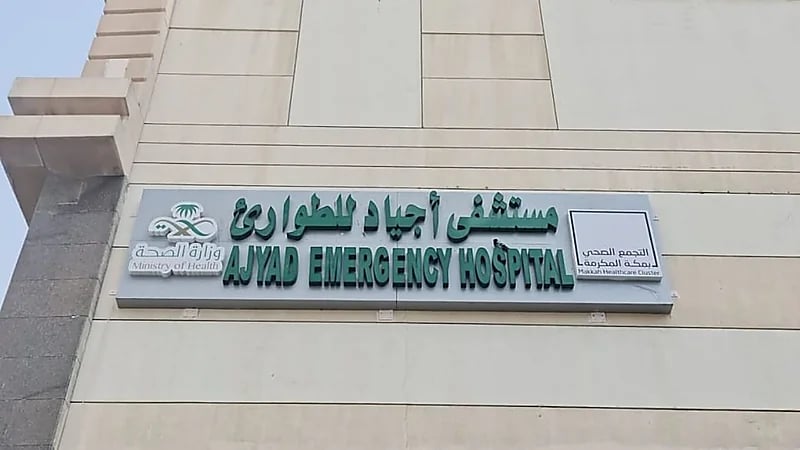 وزارة الصحة
Ministry of Health
مستشفى أجياد للطوارئ
AJYAD EMERGENCY HOSPITAL
التجمع الصحي
بمكة المكرمة
Makkah Healthcare Cluster